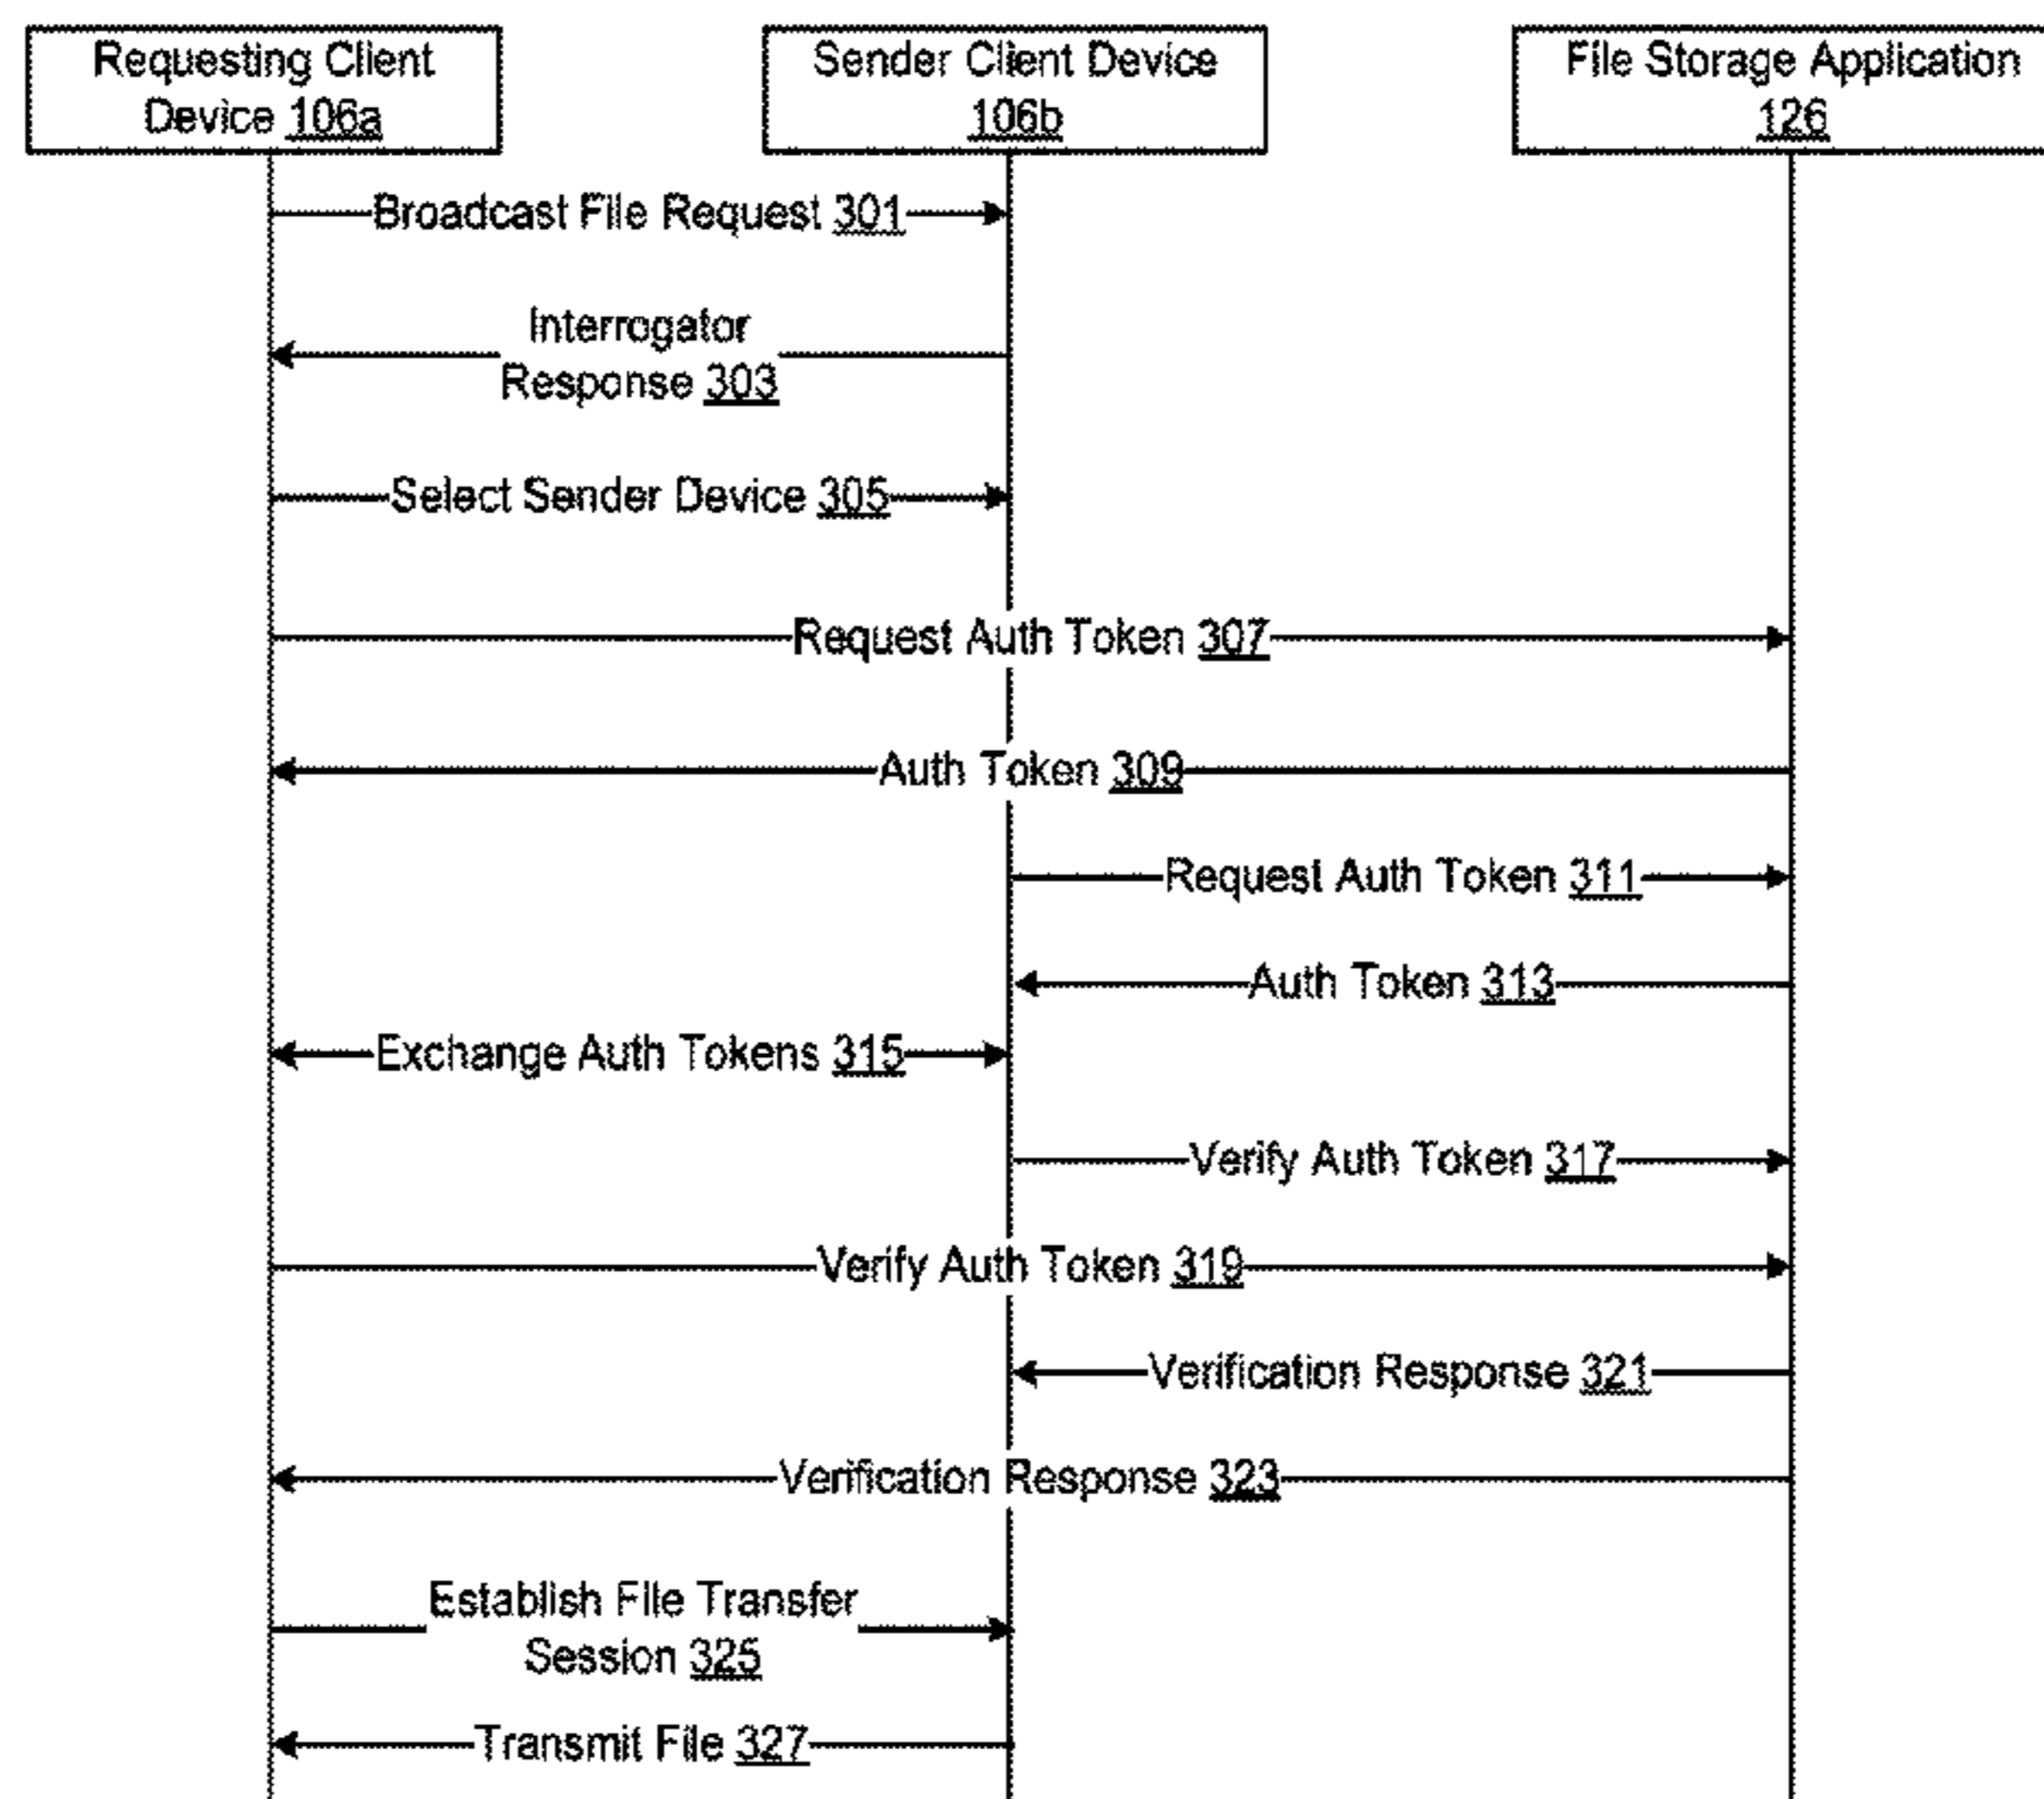 Requesting Client
Device 106a
Sender Client Device
106b
File Storage Application
126
Broadcast File Request 301
Interrogator
Response 303
Select Sender Device 305
Request Auth Token 307
Auth Token 309
Request Auth Token 311
Auth Token 313
Exchange Auth Tokens 315
Verify Auth Token 317
Verify Auth Token 319
Verification Response 321
Verification Response 323
Establish File Transfer
Session 325
Transmit File 327